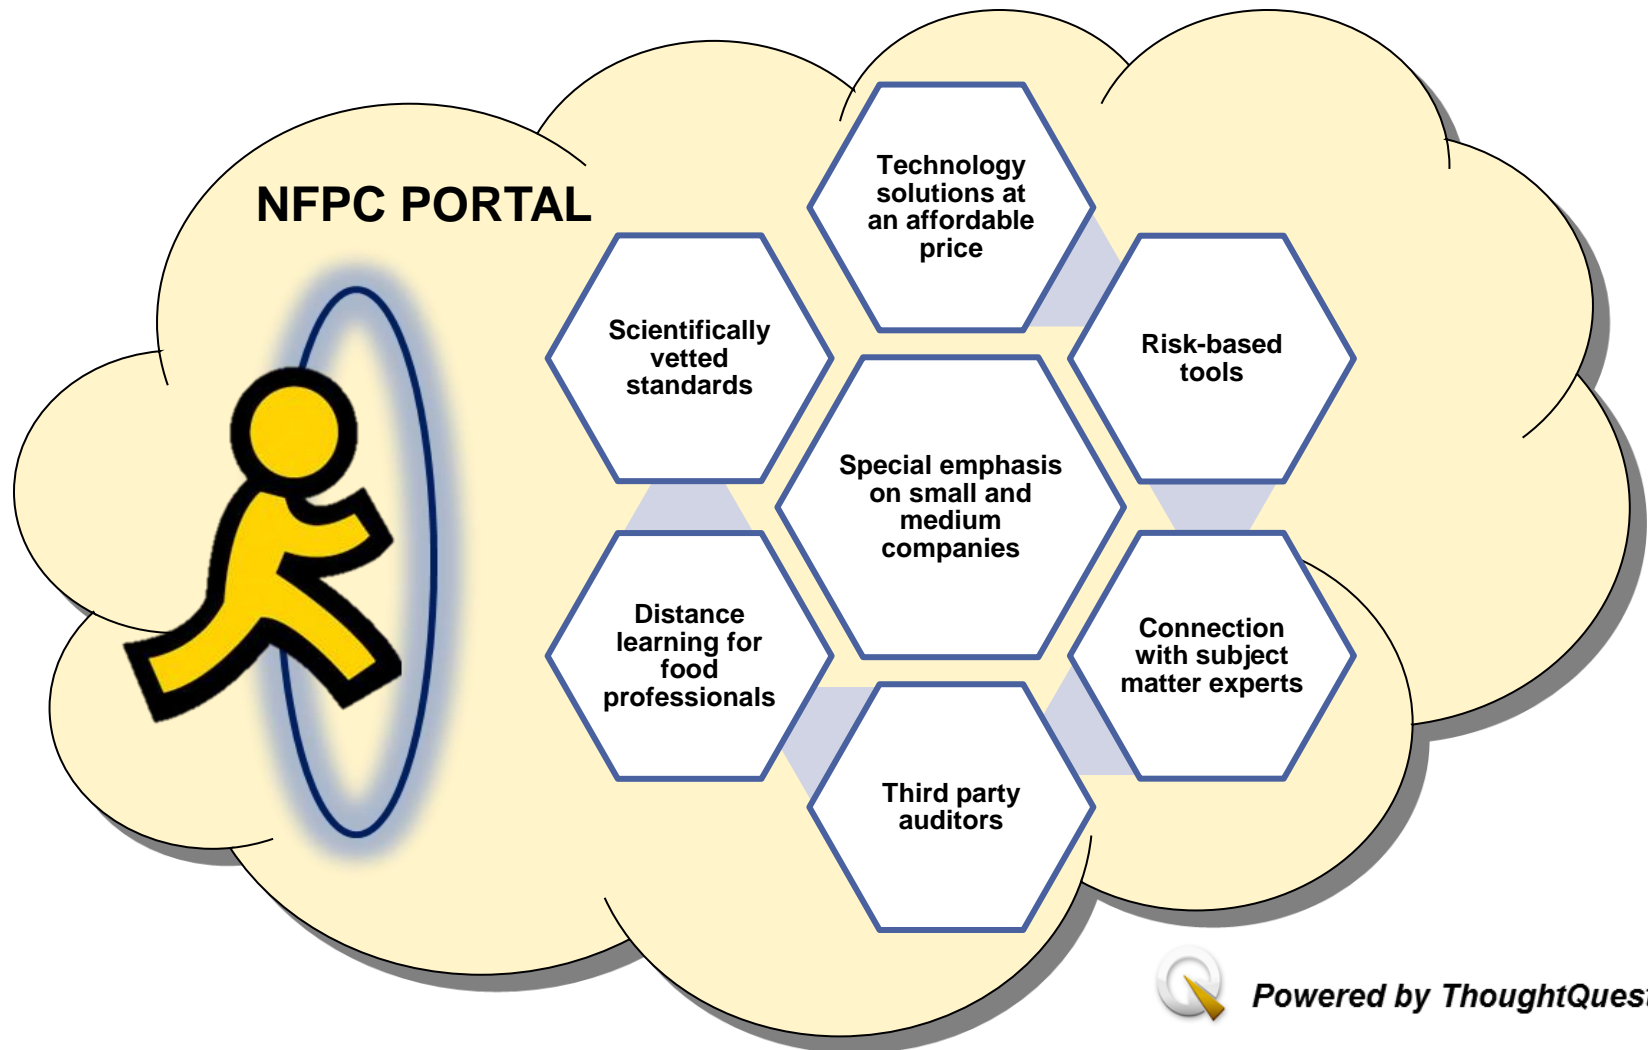 NFPC PORTAL
Technology
solutions at
an affordable
price
Scientifically
vetted
standards
Risk-based
tools
Special emphasis
on small and
medium
companies
Distance
learning for
food
professionals
Connection
with subject
matter experts
Third party
auditors
Powered by ThoughtQuest